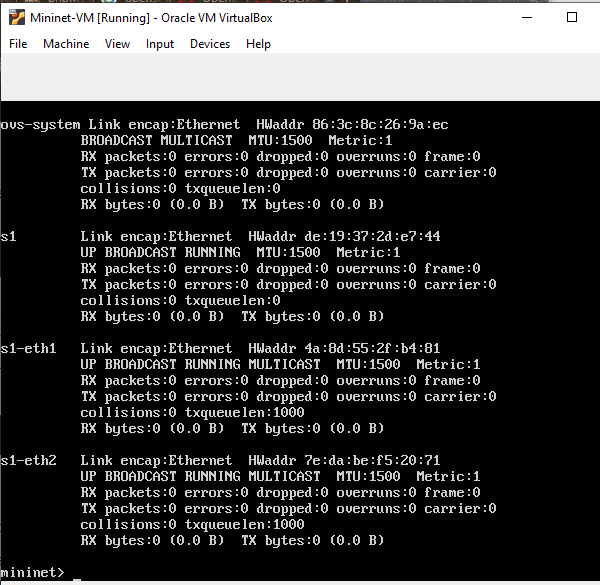 Mininet-VM [Running] - Oracle VM VirtualBox
File Machine View Input Devices Help
ovs-system Link encap:Ethernet HWaddr 86:3c:8c:26:9a:ec
BROADCAST MULTICAST MTU:1500 Metric:1
RX packets:0 errors:0 dropped:0 overruns:0 frame:0
TX packets:0 errors:0 dropped:0 overruns:0 carrier:0
collisions:0 txqueuelen:0
RX bytes:0 (0.0 B) TX bytes:0 (0.0 B)
s1 Link encap:Ethernet HWaddr de:19:37:2d:e7:44
UP BROADCAST RUNNING MTU:1500 Metric:1
RX packets:0 errors:0 dropped:0 overruns:0 frame:0
TX packets:0 errors:0 dropped:0 overruns:0 carrier:0
collisions:0 txqueuelen:0
RX bytes:0 (0.0 B) TX bytes:0 (0.0 B)
s1-eth1 Link encap:Ethernet HWaddr 4a:8d:55:2f:b4:81
UP BROADCAST RUNNING MULTICAST MTU:1500 Metric:1
RX packets:0 errors:0 dropped:0 overruns:0 frame:0
TX packets:0 errors:0 dropped:0 overruns:0 carrier:0
collisions:0 txqueuelen:1000
RX bytes:0 (0.0 B) TX bytes:0 (0.0 B)
s1-eth2 Link encap:Ethernet HWaddr 7e:da:be:f5:20:71
UP BROADCAST RUNNING MULTICAST MTU:1500 Metric:1
RX packets:0 errors:0 dropped:0 overruns:0 frame:0
TX packets:0 errors:0 dropped:0 overruns:0 carrier:0
collisions:0 txqueuelen:1000
RX bytes:0 (0.0 B) TX bytes:0 (0.0 B)
mininet> _